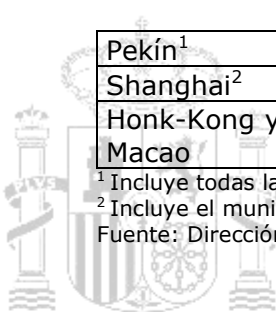 Pekín¹
Shanghai²
Honk-Kong y
Macao
¹ Incluye todas la
² Incluye el muni
Fuente: Dirección